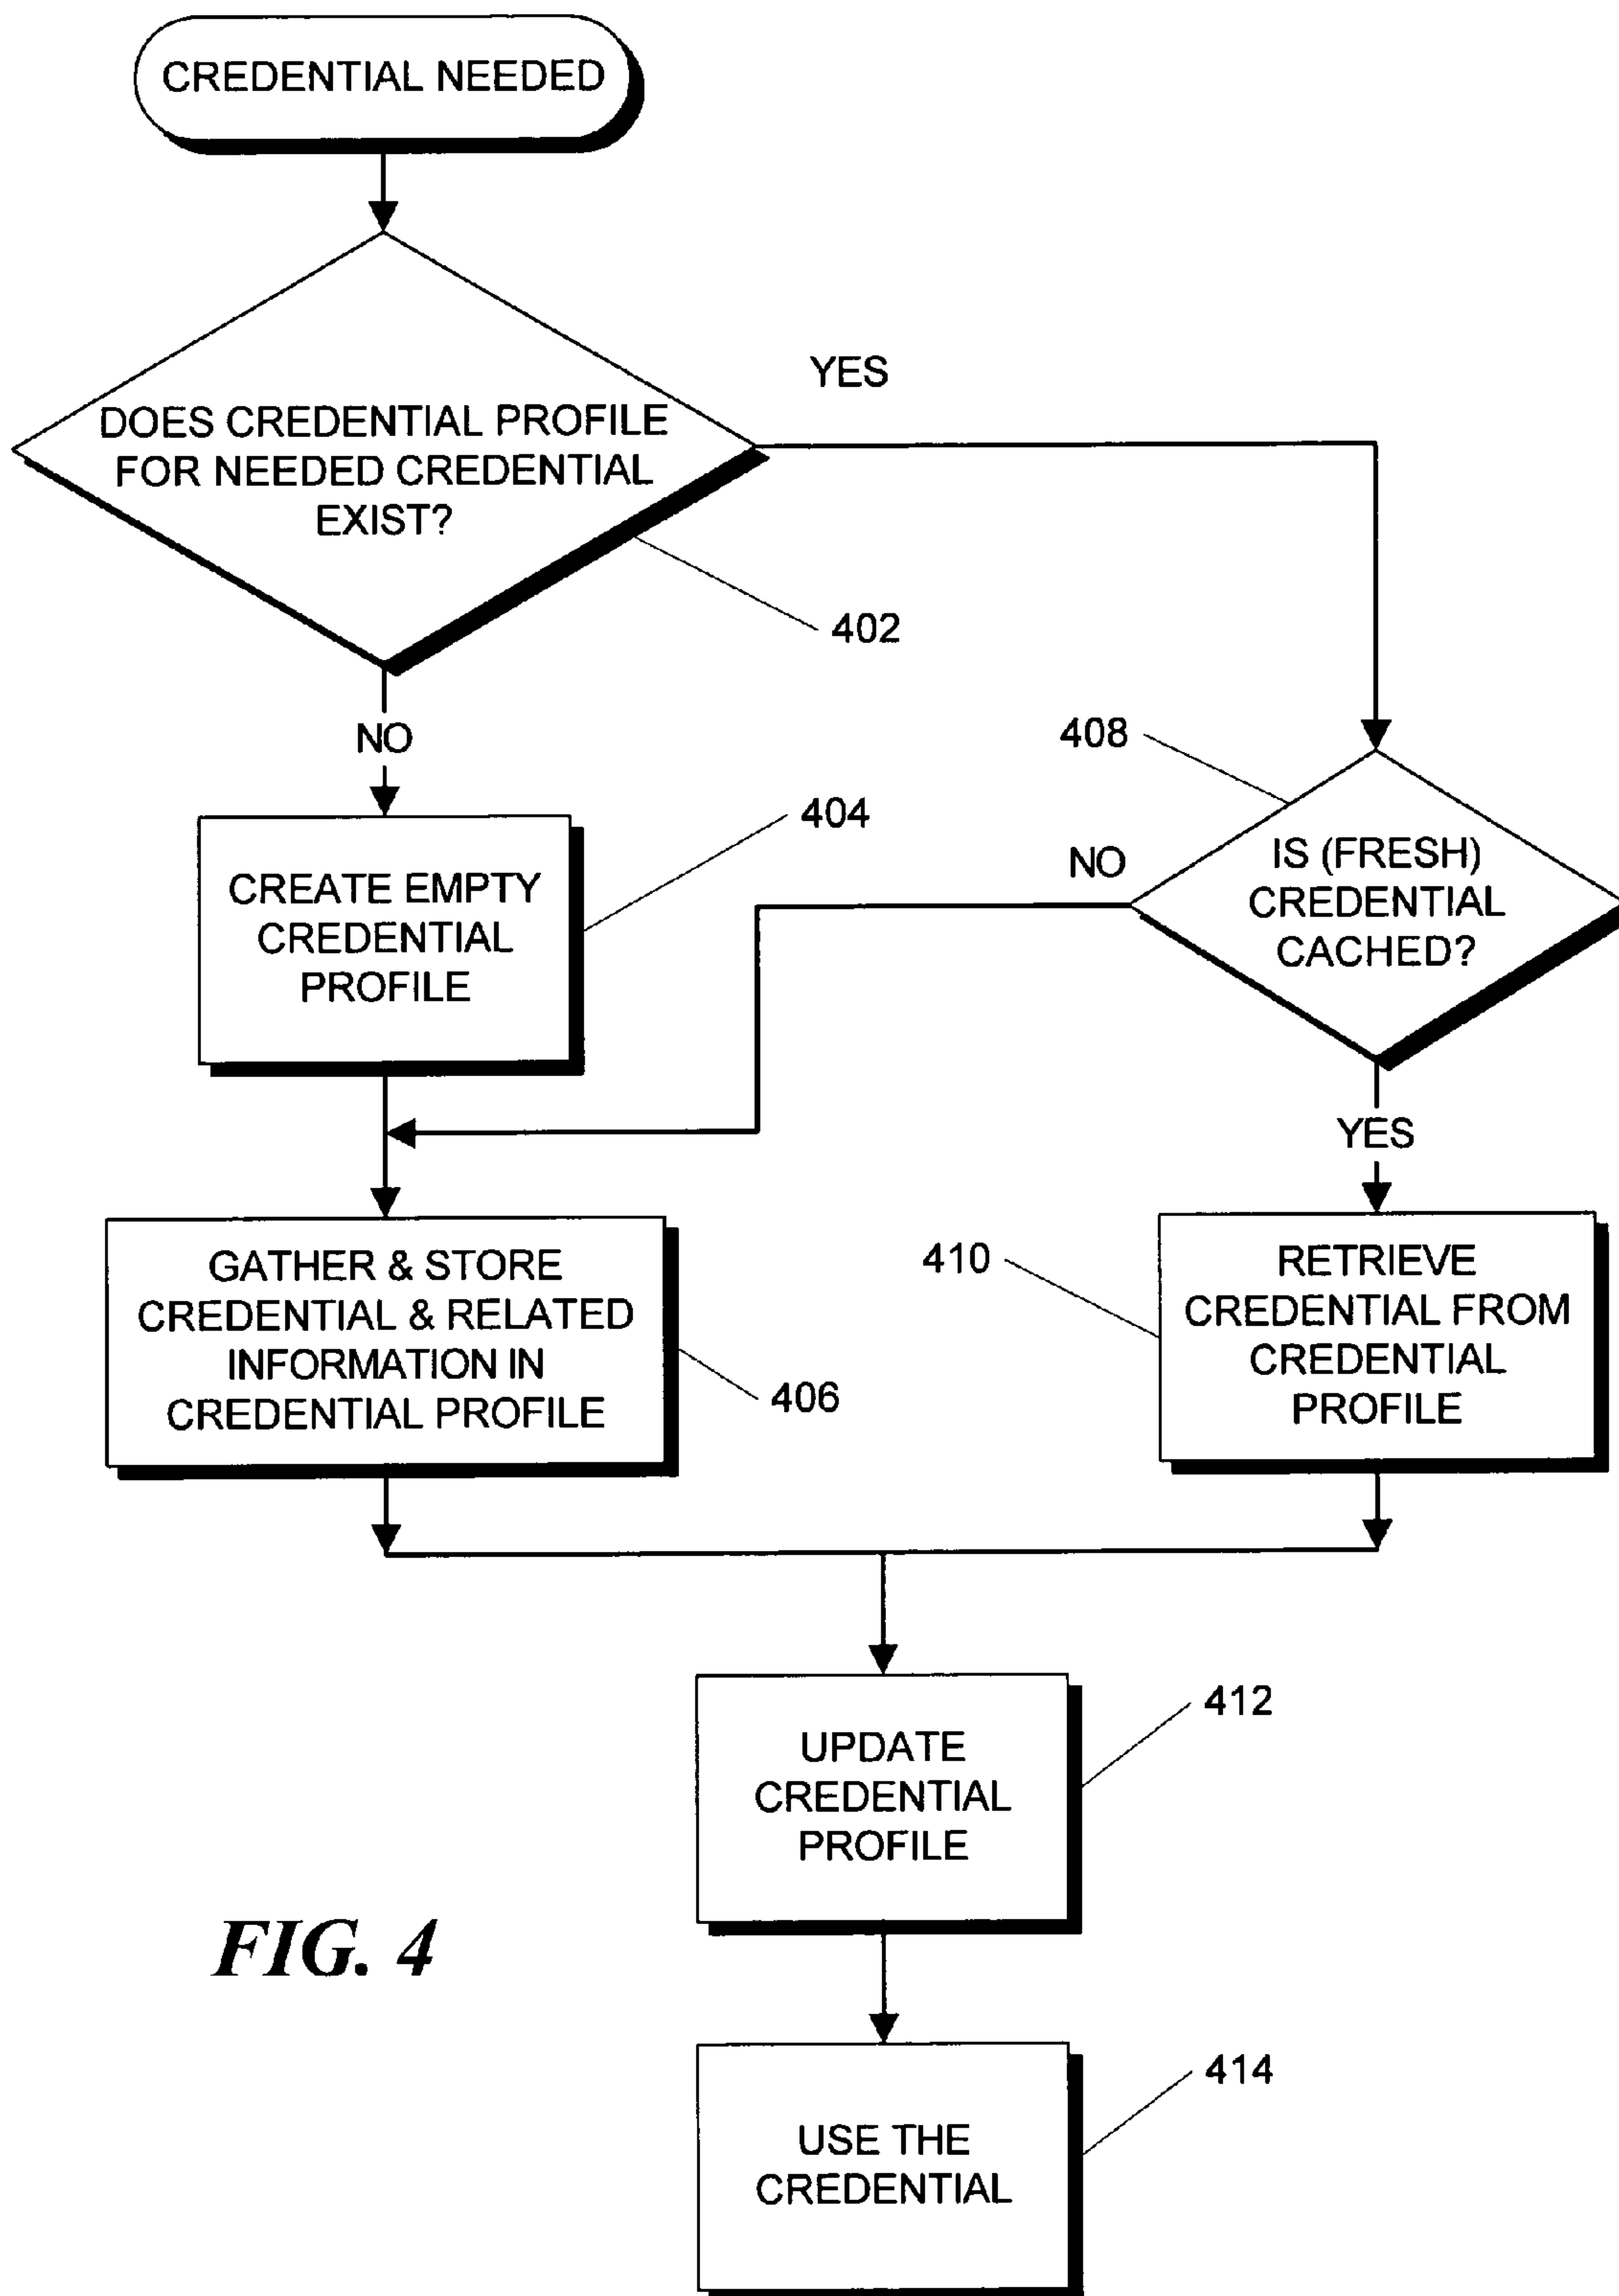 CREDENTIAL NEEDED
DOES CREDENTIAL PROFILE
FOR NEEDED CREDENTIAL
EXIST?
YES
402
NO
408
404
CREATE EMPTY
CREDENTIAL
PROFILE
NO
IS (FRESH)
CREDENTIAL
CACHED?
YES
GATHER & STORE
CREDENTIAL & RELATED
INFORMATION IN
CREDENTIAL PROFILE
406
410
RETRIEVE
CREDENTIAL FROM
CREDENTIAL
PROFILE
412
UPDATE
CREDENTIAL
PROFILE
FIG. 4
414
USE THE
CREDENTIAL